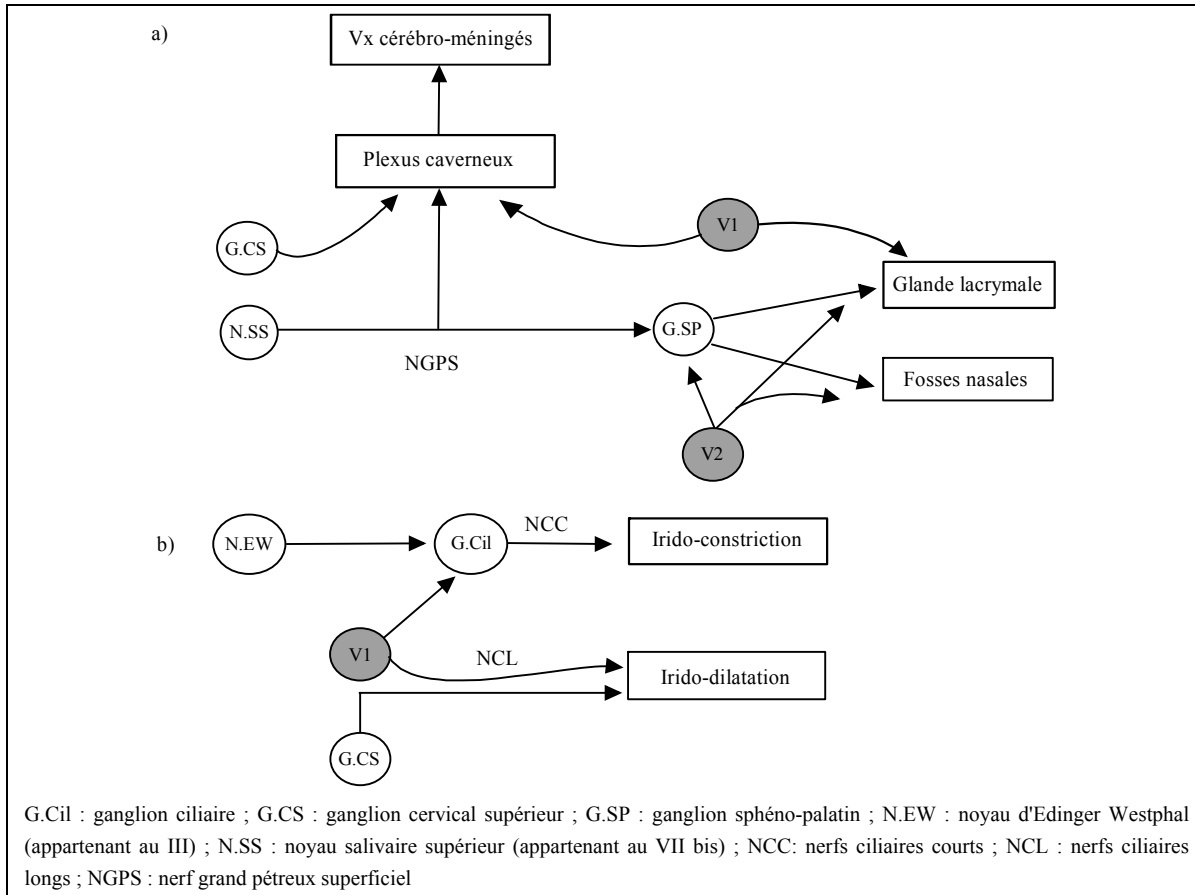 a)
Vx cérébro-méningés
Plexus caverneux
G.CS
V1
Glande lacrymale
N.SS
G.SP
NGPS
Fosses nasales
V2
b)
N.EW
G.Cil
NCC
Irido-constriction
V1
NCL
Irido-dilatation
G.CS
G.Cil : ganglion ciliaire ; G.CS : ganglion cervical supérieur ; G.SP : ganglion sphéno-palatin ; N.EW : noyau d'Edinger Westphal
(appartenant au III) ; N.SS : noyau salivaire supérieur (appartenant au VII bis) ; NCC: nerfs ciliaires courts ; NCL : nerfs ciliaires
longs ; NGPS : nerf grand pétreux superficiel